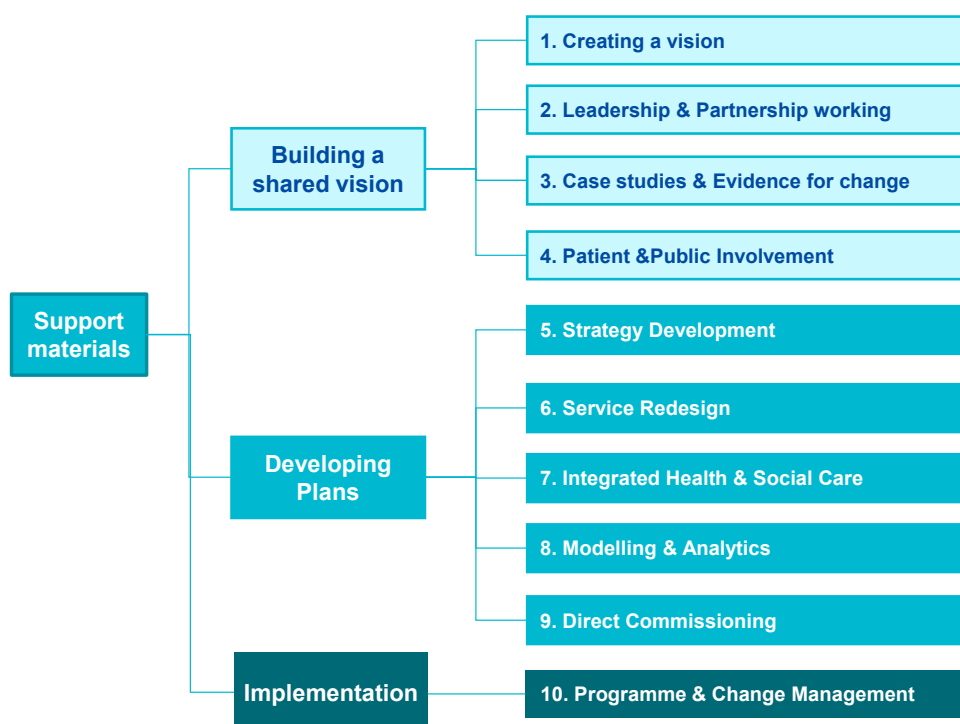 Support
materials
Building a
shared vision
1. Creating a vision
2. Leadership & Partnership working
3. Case studies & Evidence for change
4. Patient &Public Involvement
Developing
Plans
5. Strategy Development
6. Service Redesign
7. Integrated Health & Social Care
8. Modelling & Analytics
9. Direct Commissioning
Implementation
10. Programme & Change Management